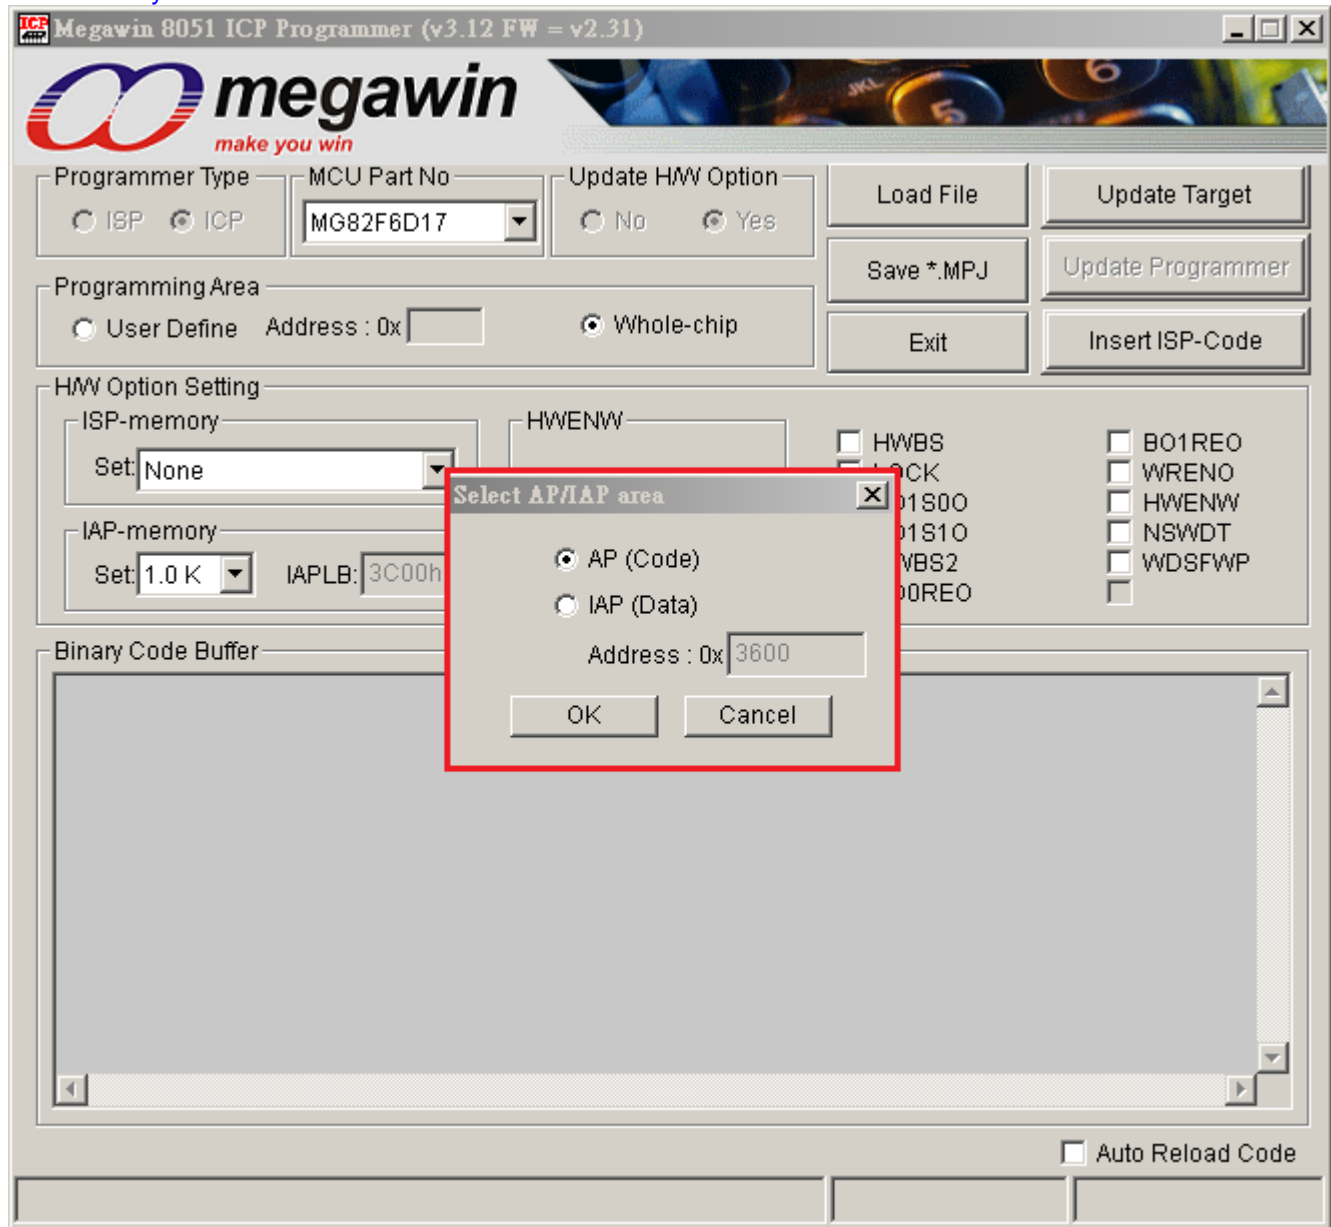 Megawin 8051 ICP Programmer (v3.12 FW = v2.31)
megawin
make you win
JKL 5 6
Programmer Type MCU Part No Update H/W Option
ISP ICP MG82F6D17 No Yes
Load File Update Target
Save *.MPJ Update Programmer
Exit Insert ISP-Code
Programming Area
User Define Address : 0x Whole-chip
H/W Option Setting
ISP-memory HWENW
Set: None
IAP-memory
Set: 1.0 K IAPLB: 3C00h
HWBS BO1REO
WRENO
HWENW
NSWDT
WDSFWP
Select AP/IAP area
AP (Code)
IAP (Data)
Address : 0x 3600
OK Cancel
Binary Code Buffer
Auto Reload Code